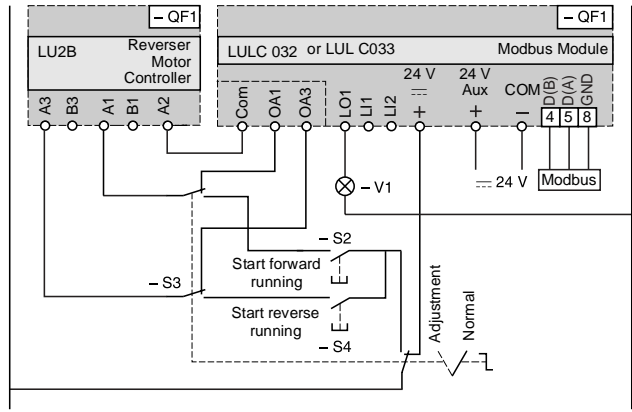 – QF1
– QF1
LU2B
Reverser
Motor
Controller
LULC 032 or LUL C033
Modbus Module
A3
B3
A1
B1
A2
Com
OA1
OA3
LO1
LI1
LI2
24 V
+
24 V
Aux
+
COM
–
D(B)
D(A)
GND
4 5 8
– V1
24 V
Modbus
– S2
Start forward
running
– S3
Start reverse
running
– S4
Adjustment
Normal